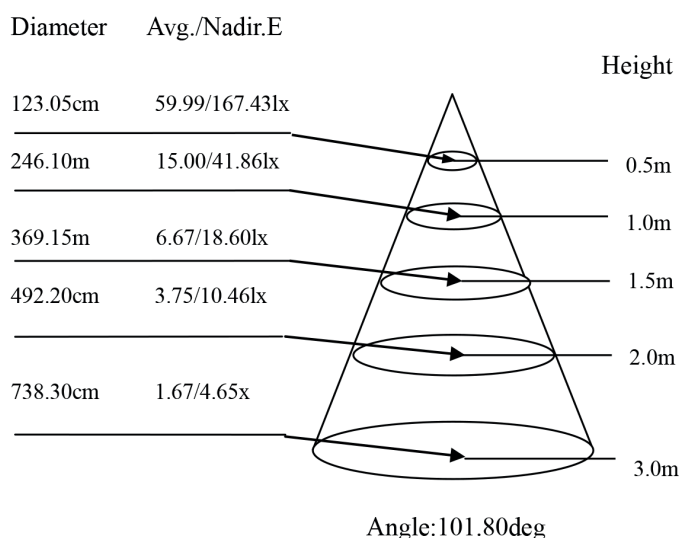 Diameter Avg./Nadir.E
Height
123.05cm 59.99/167.43lx
0.5m
246.10m 15.00/41.86lx
1.0m
369.15m 6.67/18.60lx
1.5m
492.20cm 3.75/10.46lx
2.0m
738.30cm 1.67/4.65x
3.0m
Angle:101.80deg